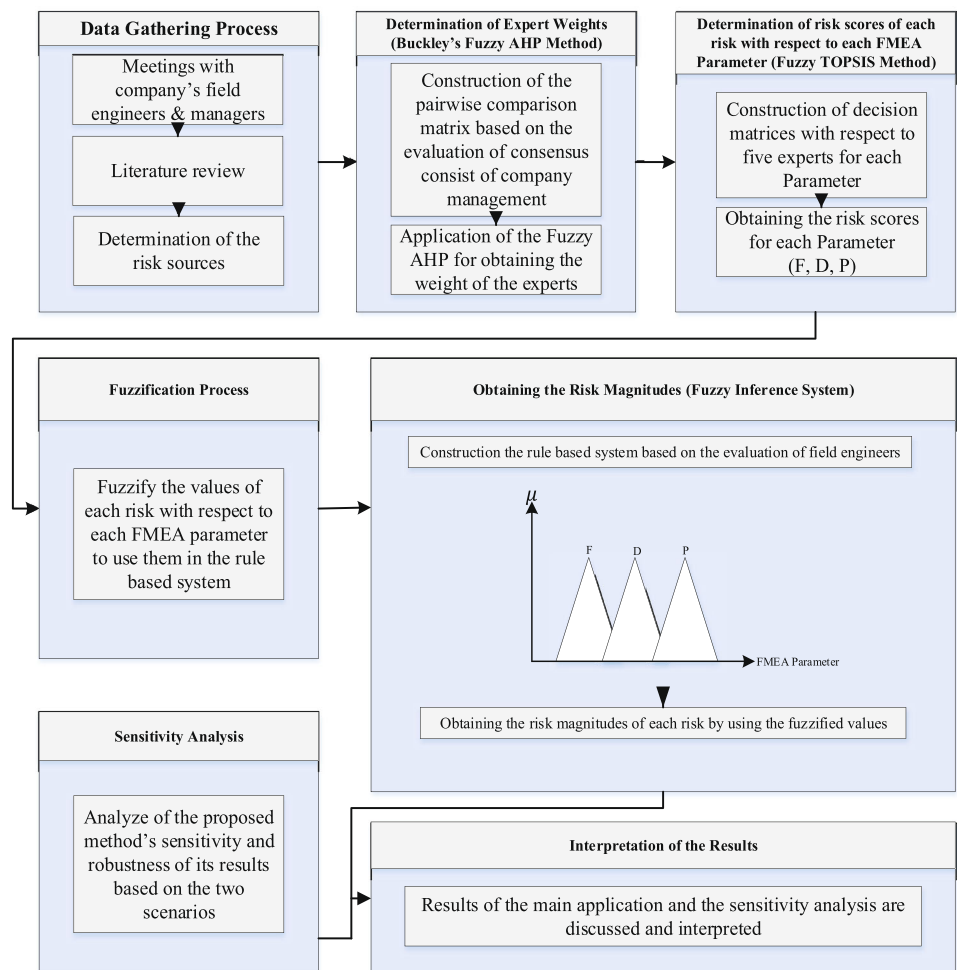 Data Gathering Process
Meetings with
company's field
engineers & managers
Literature review
Determination of the
risk sources
Determination of Expert Weights
(Buckley's Fuzzy AHP Method)
Construction of the
pairwise comparison
matrix based on the
evaluation of consensus
consist of company
management
Application of the Fuzzy
AHP for obtaining the
weight of the experts
Determination of risk scores of each
risk with respect to each FMEA
Parameter (Fuzzy TOPSIS Method)
Construction of decision
matrices with respect to
five experts for each
Parameter
Obtaining the risk scores
for each Parameter
(F, D, P)
Fuzzification Process
Fuzzify the values of
each risk with respect to
each FMEA parameter
to use them in the rule
based system
Obtaining the Risk Magnitudes (Fuzzy Inference System)
Construction the rule based system based on the evaluation of field engineers
μ
F D P
FMEA Parameter
Obtaining the risk magnitudes of each risk by using the fuzzified values
Sensitivity Analysis
Analyze of the proposed
method's sensitivity and
robustness of its results
based on the two
scenarios
Interpretation of the Results
Results of the main application and the sensitivity analysis are
discussed and interpreted